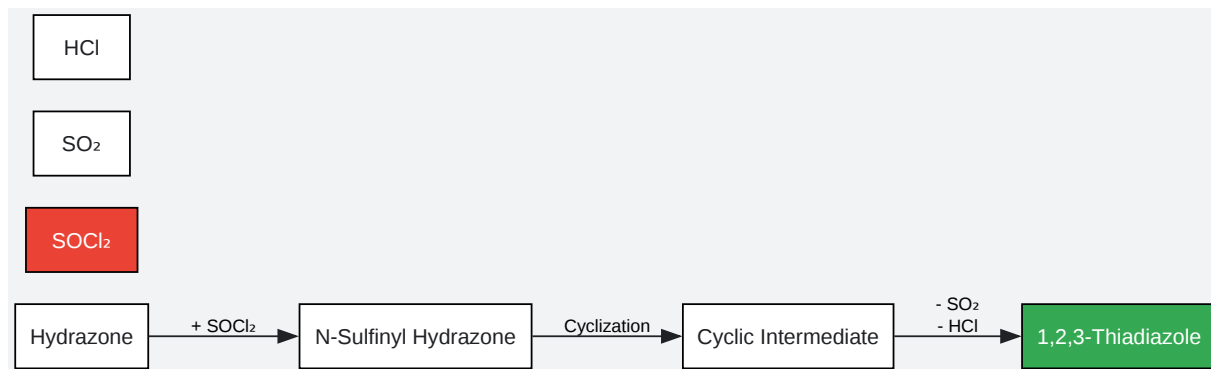 HCl
SO₂
SOCl₂
Hydrazone
+ SOCl₂
N-Sulfinyl Hydrazone
Cyclization
Cyclic Intermediate
- SO₂
- HCl
1,2,3-Thiadiazole